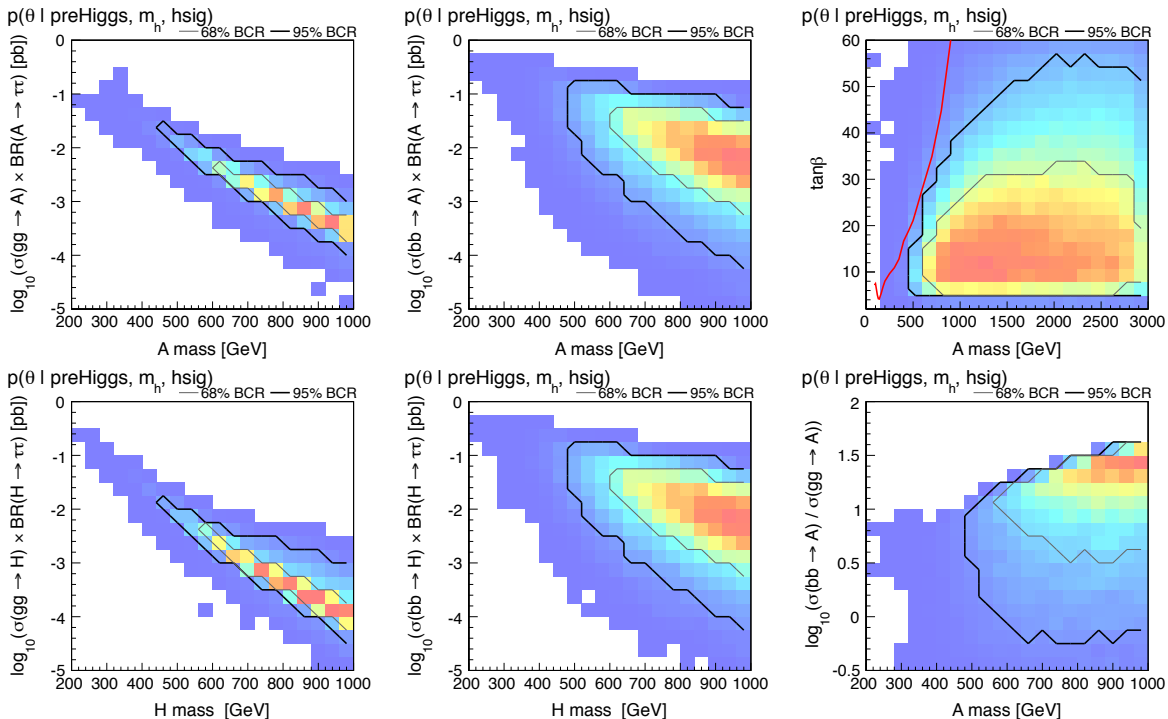 p(θ | preHiggs, m_h, hsig)
68% BCR 95% BCR
log_10(σ(gg → A) × BR(A → ττ) [pb])
0
-1
-2
-3
-4
-5
200 300 400 500 600 700 800 900 1000
A mass [GeV]
p(θ | preHiggs, m_h, hsig)
68% BCR 95% BCR
log_10(σ(bb → A) × BR(A → ττ) [pb])
0
-1
-2
-3
-4
-5
200 300 400 500 600 700 800 900 1000
A mass [GeV]
p(θ | preHiggs, m_h, hsig)
68% BCR 95% BCR
tanβ
60
50
40
30
20
10
0 500 1000 1500 2000 2500 3000
A mass [GeV]
p(θ | preHiggs, m_h, hsig)
68% BCR 95% BCR
log_10(σ(gg → H) × BR(H → ττ) [pb])
0
-1
-2
-3
-4
-5
200 300 400 500 600 700 800 900 1000
H mass [GeV]
p(θ | preHiggs, m_h, hsig)
68% BCR 95% BCR
log_10(σ(bb → H) × BR(H → ττ) [pb])
0
-1
-2
-3
-4
-5
200 300 400 500 600 700 800 900 1000
H mass [GeV]
p(θ | preHiggs, m_h, hsig)
68% BCR 95% BCR
log_10(σ(bb → A) / σ(gg → A))
2
1.5
1
0.5
0
-0.5
200 300 400 500 600 700 800 900 1000
A mass [GeV]